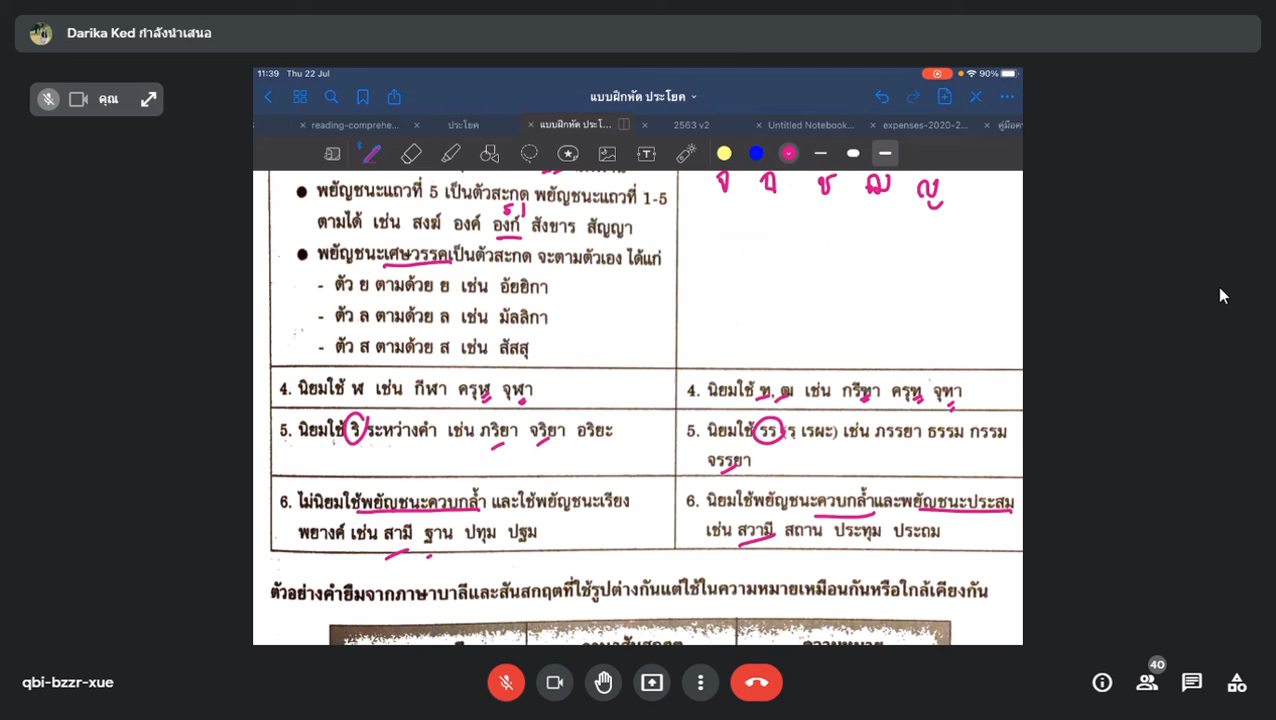 Darika Ked กำลังนำเสนอ
คุณ
11:39 Thu 22 Jul
90%
แบบฝึกหัด ประโยค
reading-comprehe...
ประโยค
แบบฝึกหัด ประโ...
2563 v2
Untitled Notebook...
expenses-2020-2...
คู่มือค
จ ฉ ช ฌ ญ
● พยัญชนะแถวที่ 5 เป็นตัวสะกด พยัญชนะแถวที่ 1-5
5 1
ตามได้ เช่น สงฆ์ องค์ องก์ สังขาร สัญญา
● พยัญชนะเศษวรรคเป็นตัวสะกด จะตามตัวเอง ได้แก่
- ตัว ย ตามด้วย ย เช่น อัยยิกา
- ตัว ล ตามด้วย ล เช่น มัลลิกา
- ตัว ส ตามด้วย ส เช่น สัสสุ
4. นิยมใช้ ฬ เช่น กีฬา ครุฬ จุฬา
4. นิยมใช้ ฑ, ฒ เช่น กรีฑา ครุฑ จุฑา
5. นิยมใช้ ริ ระหว่างคำ เช่น ภริยา จริยา อริยะ
5. นิยมใช้ รร (ร เรผะ) เช่น ภรรยา ธรรม กรรม
จรรยา
6. ไม่นิยมใช้พยัญชนะควบกล้ำ และใช้พยัญชนะเรียง
พยางค์ เช่น สามี ฐาน ปทุม ปฐม
6. นิยมใช้พยัญชนะควบกล้ำและพยัญชนะประสม
เช่น สวามี สถาน ประทุม ประถม
ตัวอย่างคำยืมจากภาษาบาลีและสันสกฤตที่ใช้รูปต่างกันแต่ใช้ในความหมายเหมือนกันหรือใกล้เคียงกัน
qbi-bzzr-xue
40